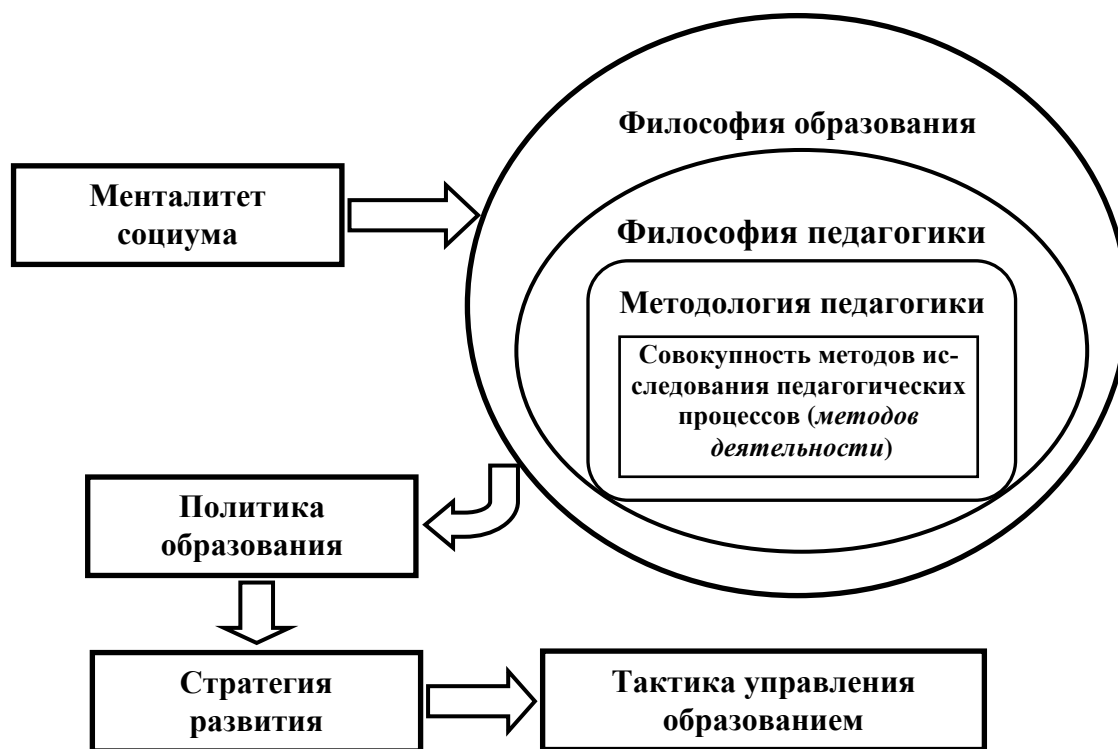 Философия образования
Менталитет
социума
Философия педагогики
Методология педагогики
Совокупность методов ис-
следования педагогических
процессов (методов
деятельности)
Политика
образования
Стратегия
развития
Тактика управления
образованием